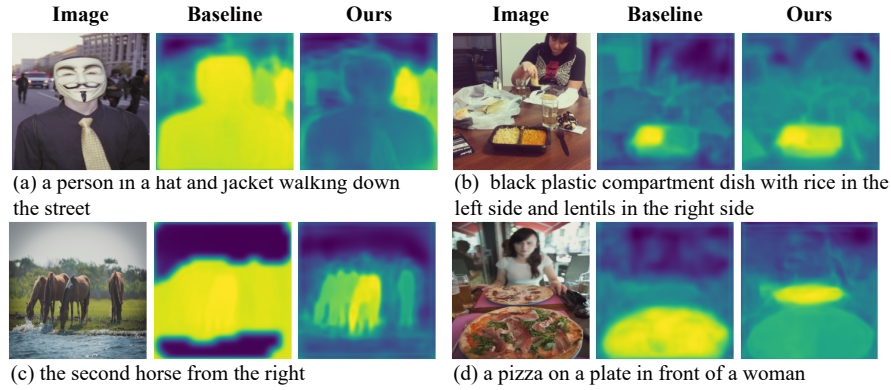 Image Baseline Ours Image Baseline Ours
(a) a person in a hat and jacket walking down
the street
(b) black plastic compartment dish with rice in the
left side and lentils in the right side
(c) the second horse from the right
(d) a pizza on a plate in front of a woman